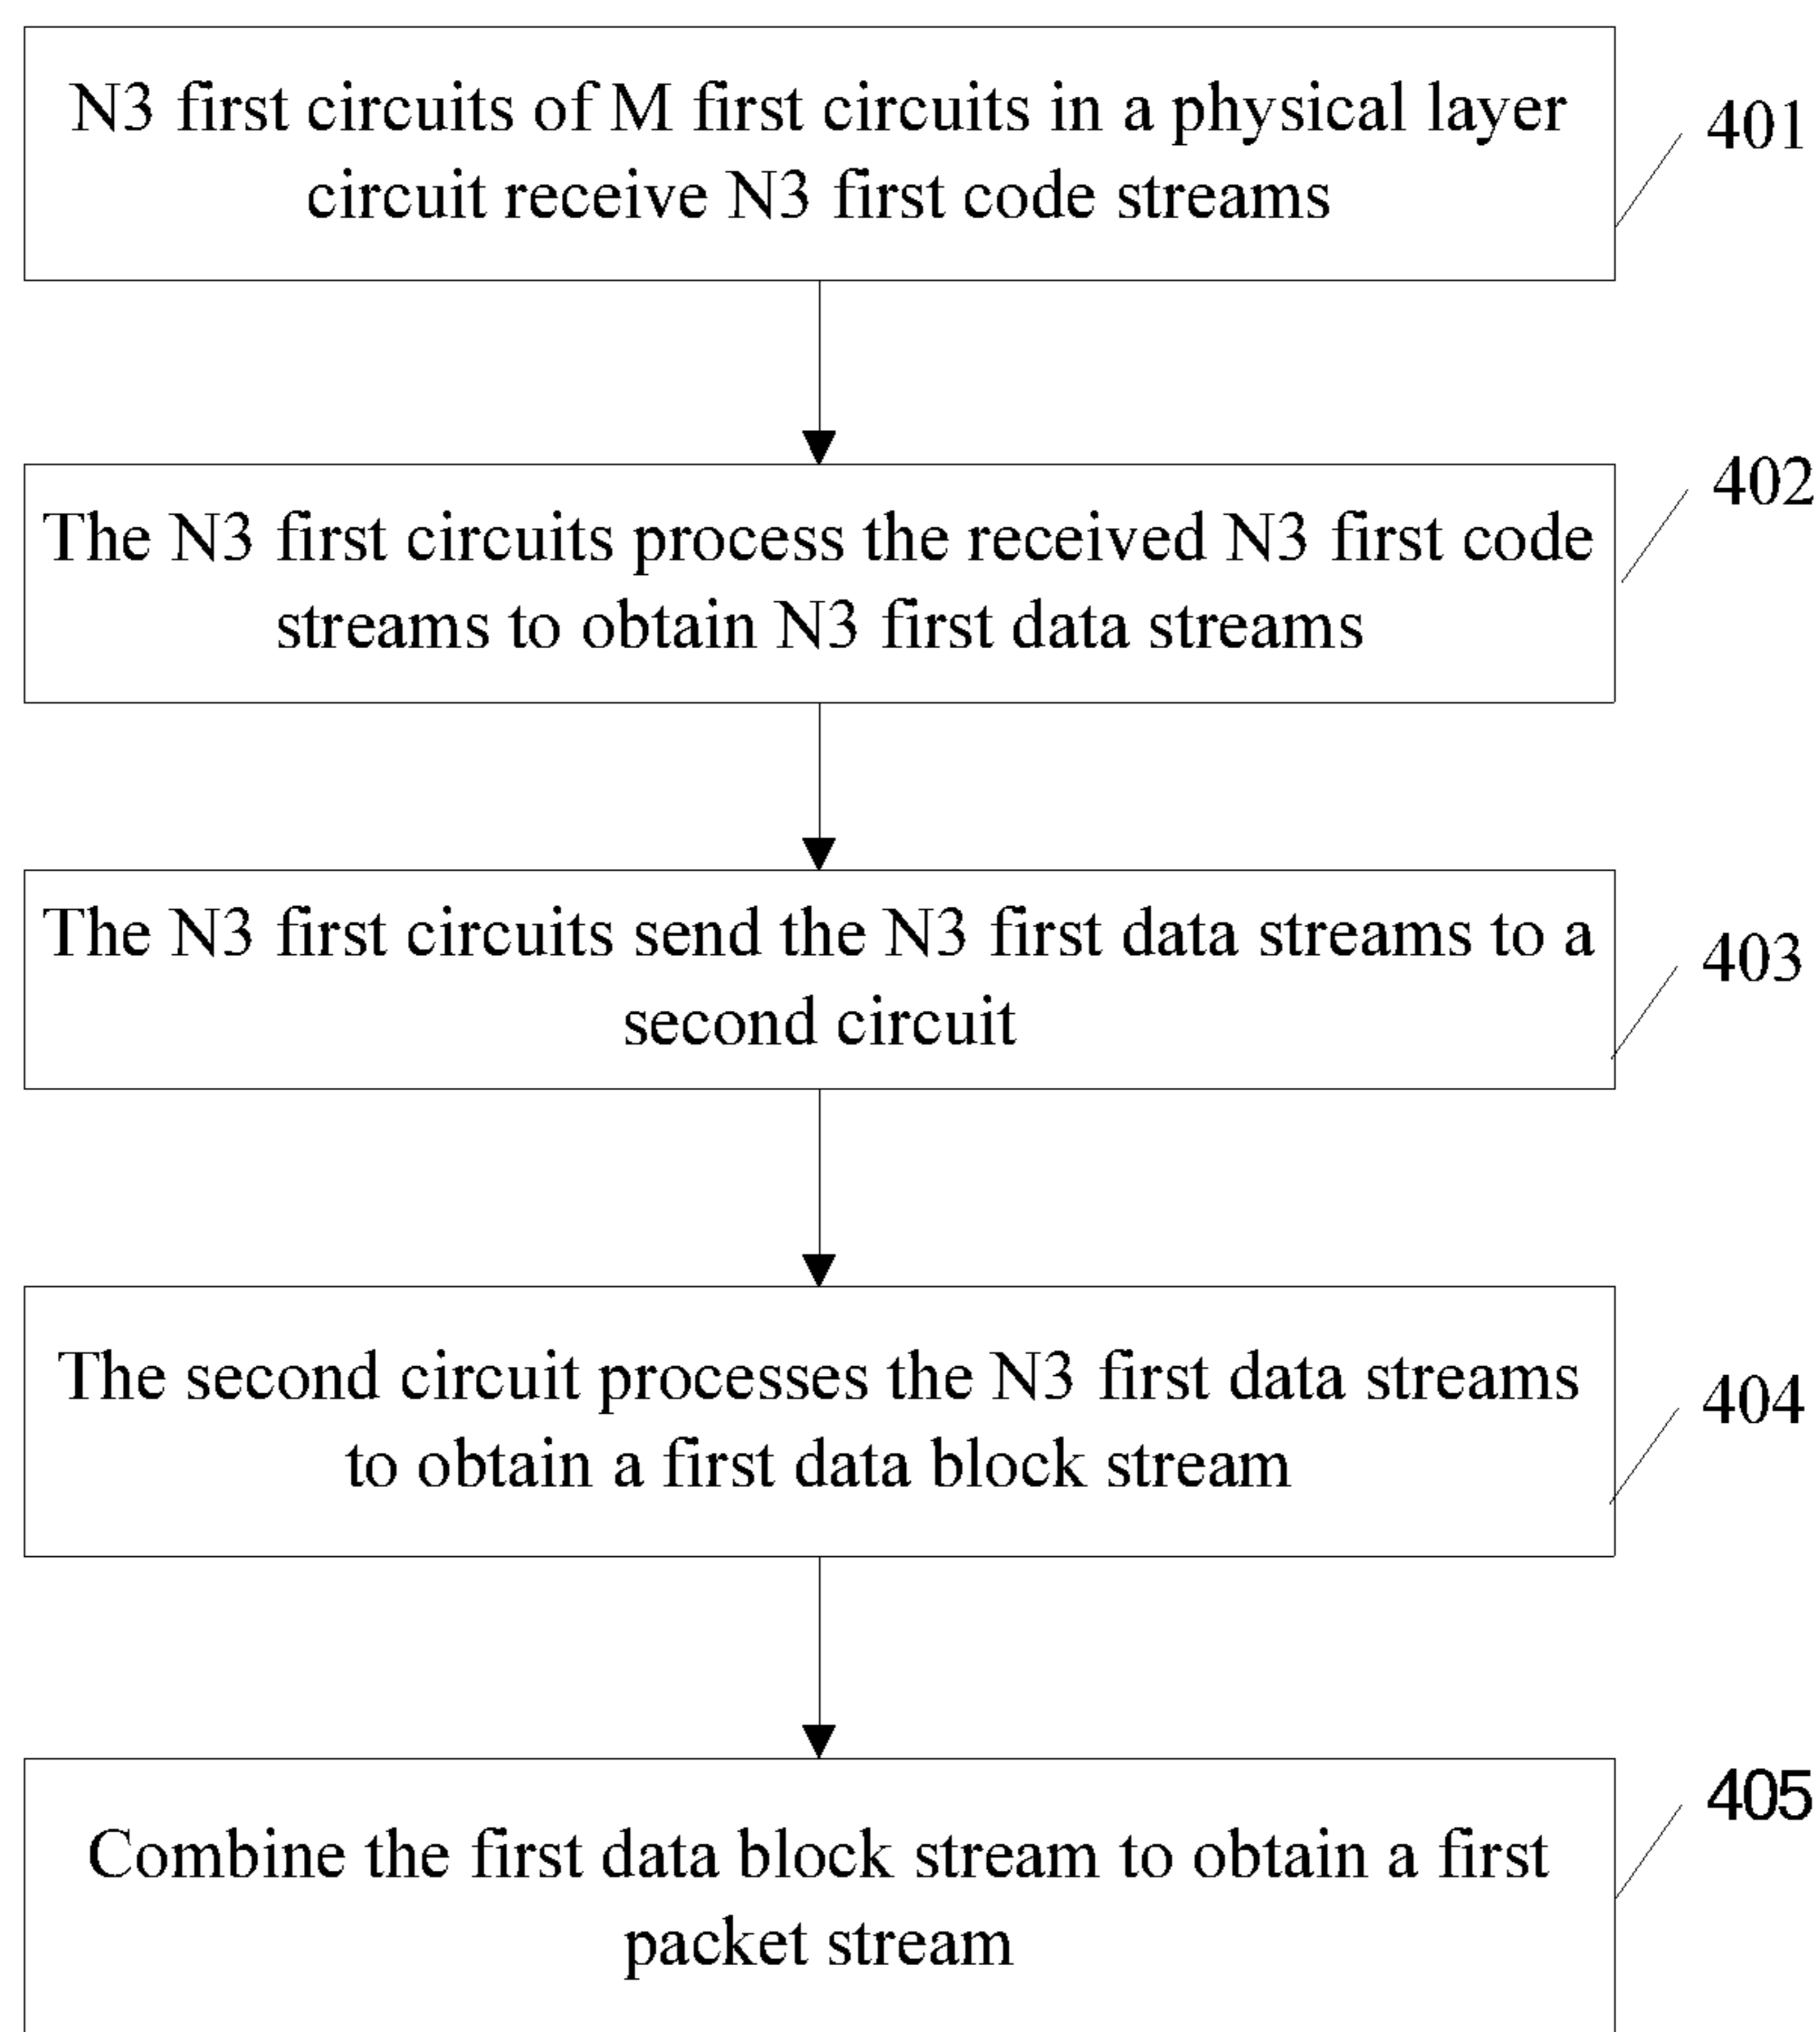 N3 first circuits of M first circuits in a physical layer
circuit receive N3 first code streams
401
The N3 first circuits process the received N3 first code
streams to obtain N3 first data streams
402
The N3 first circuits send the N3 first data streams to a
second circuit
403
The second circuit processes the N3 first data streams
to obtain a first data block stream
404
Combine the first data block stream to obtain a first
packet stream
405